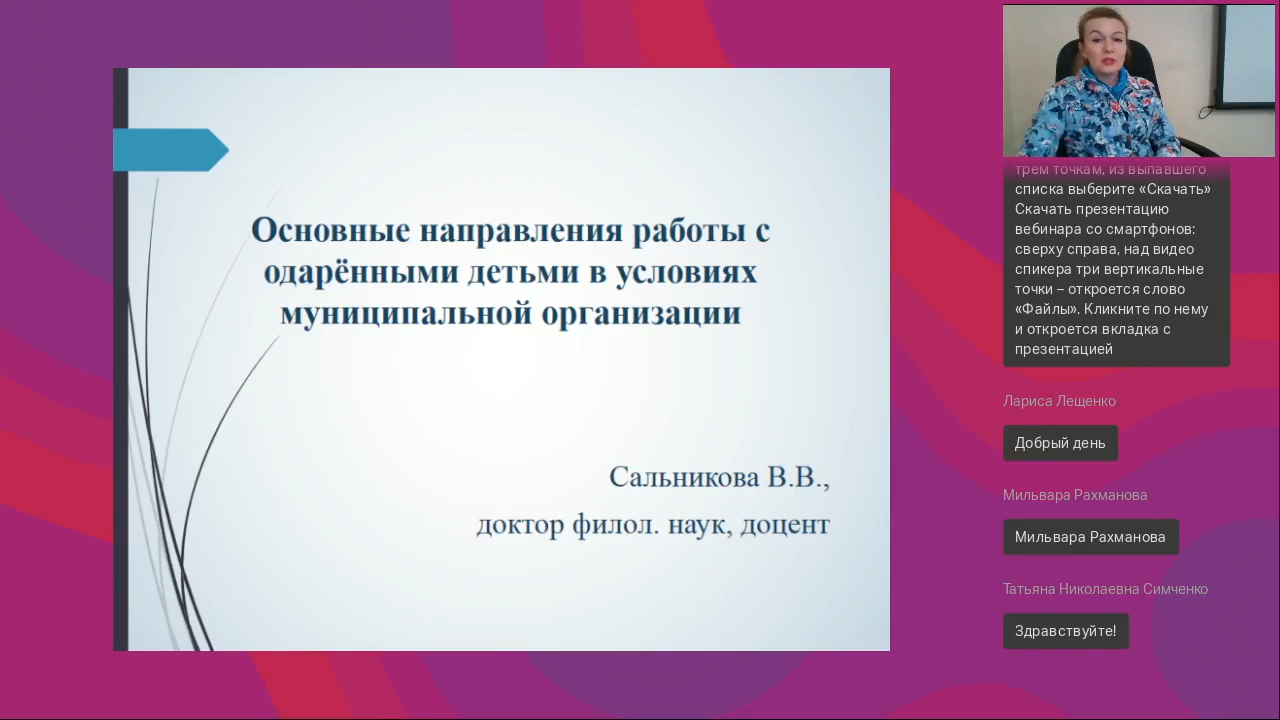 Основные направления работы с
одарёнными детьми в условиях
муниципальной организации
Сальникова В.В.,
доктор филол. наук, доцент
трем точкам, из выпавшего
списка выберите «Скачать»
Скачать презентацию
вебинара со смартфонов:
сверху справа, над видео
спикера три вертикальные
точки – откроется слово
«Файлы». Кликните по нему
и откроется вкладка с
презентацией
Лариса Лещенко
Добрый день
Мильвара Рахманова
Мильвара Рахманова
Татьяна Николаевна Симченко
Здравствуйте!